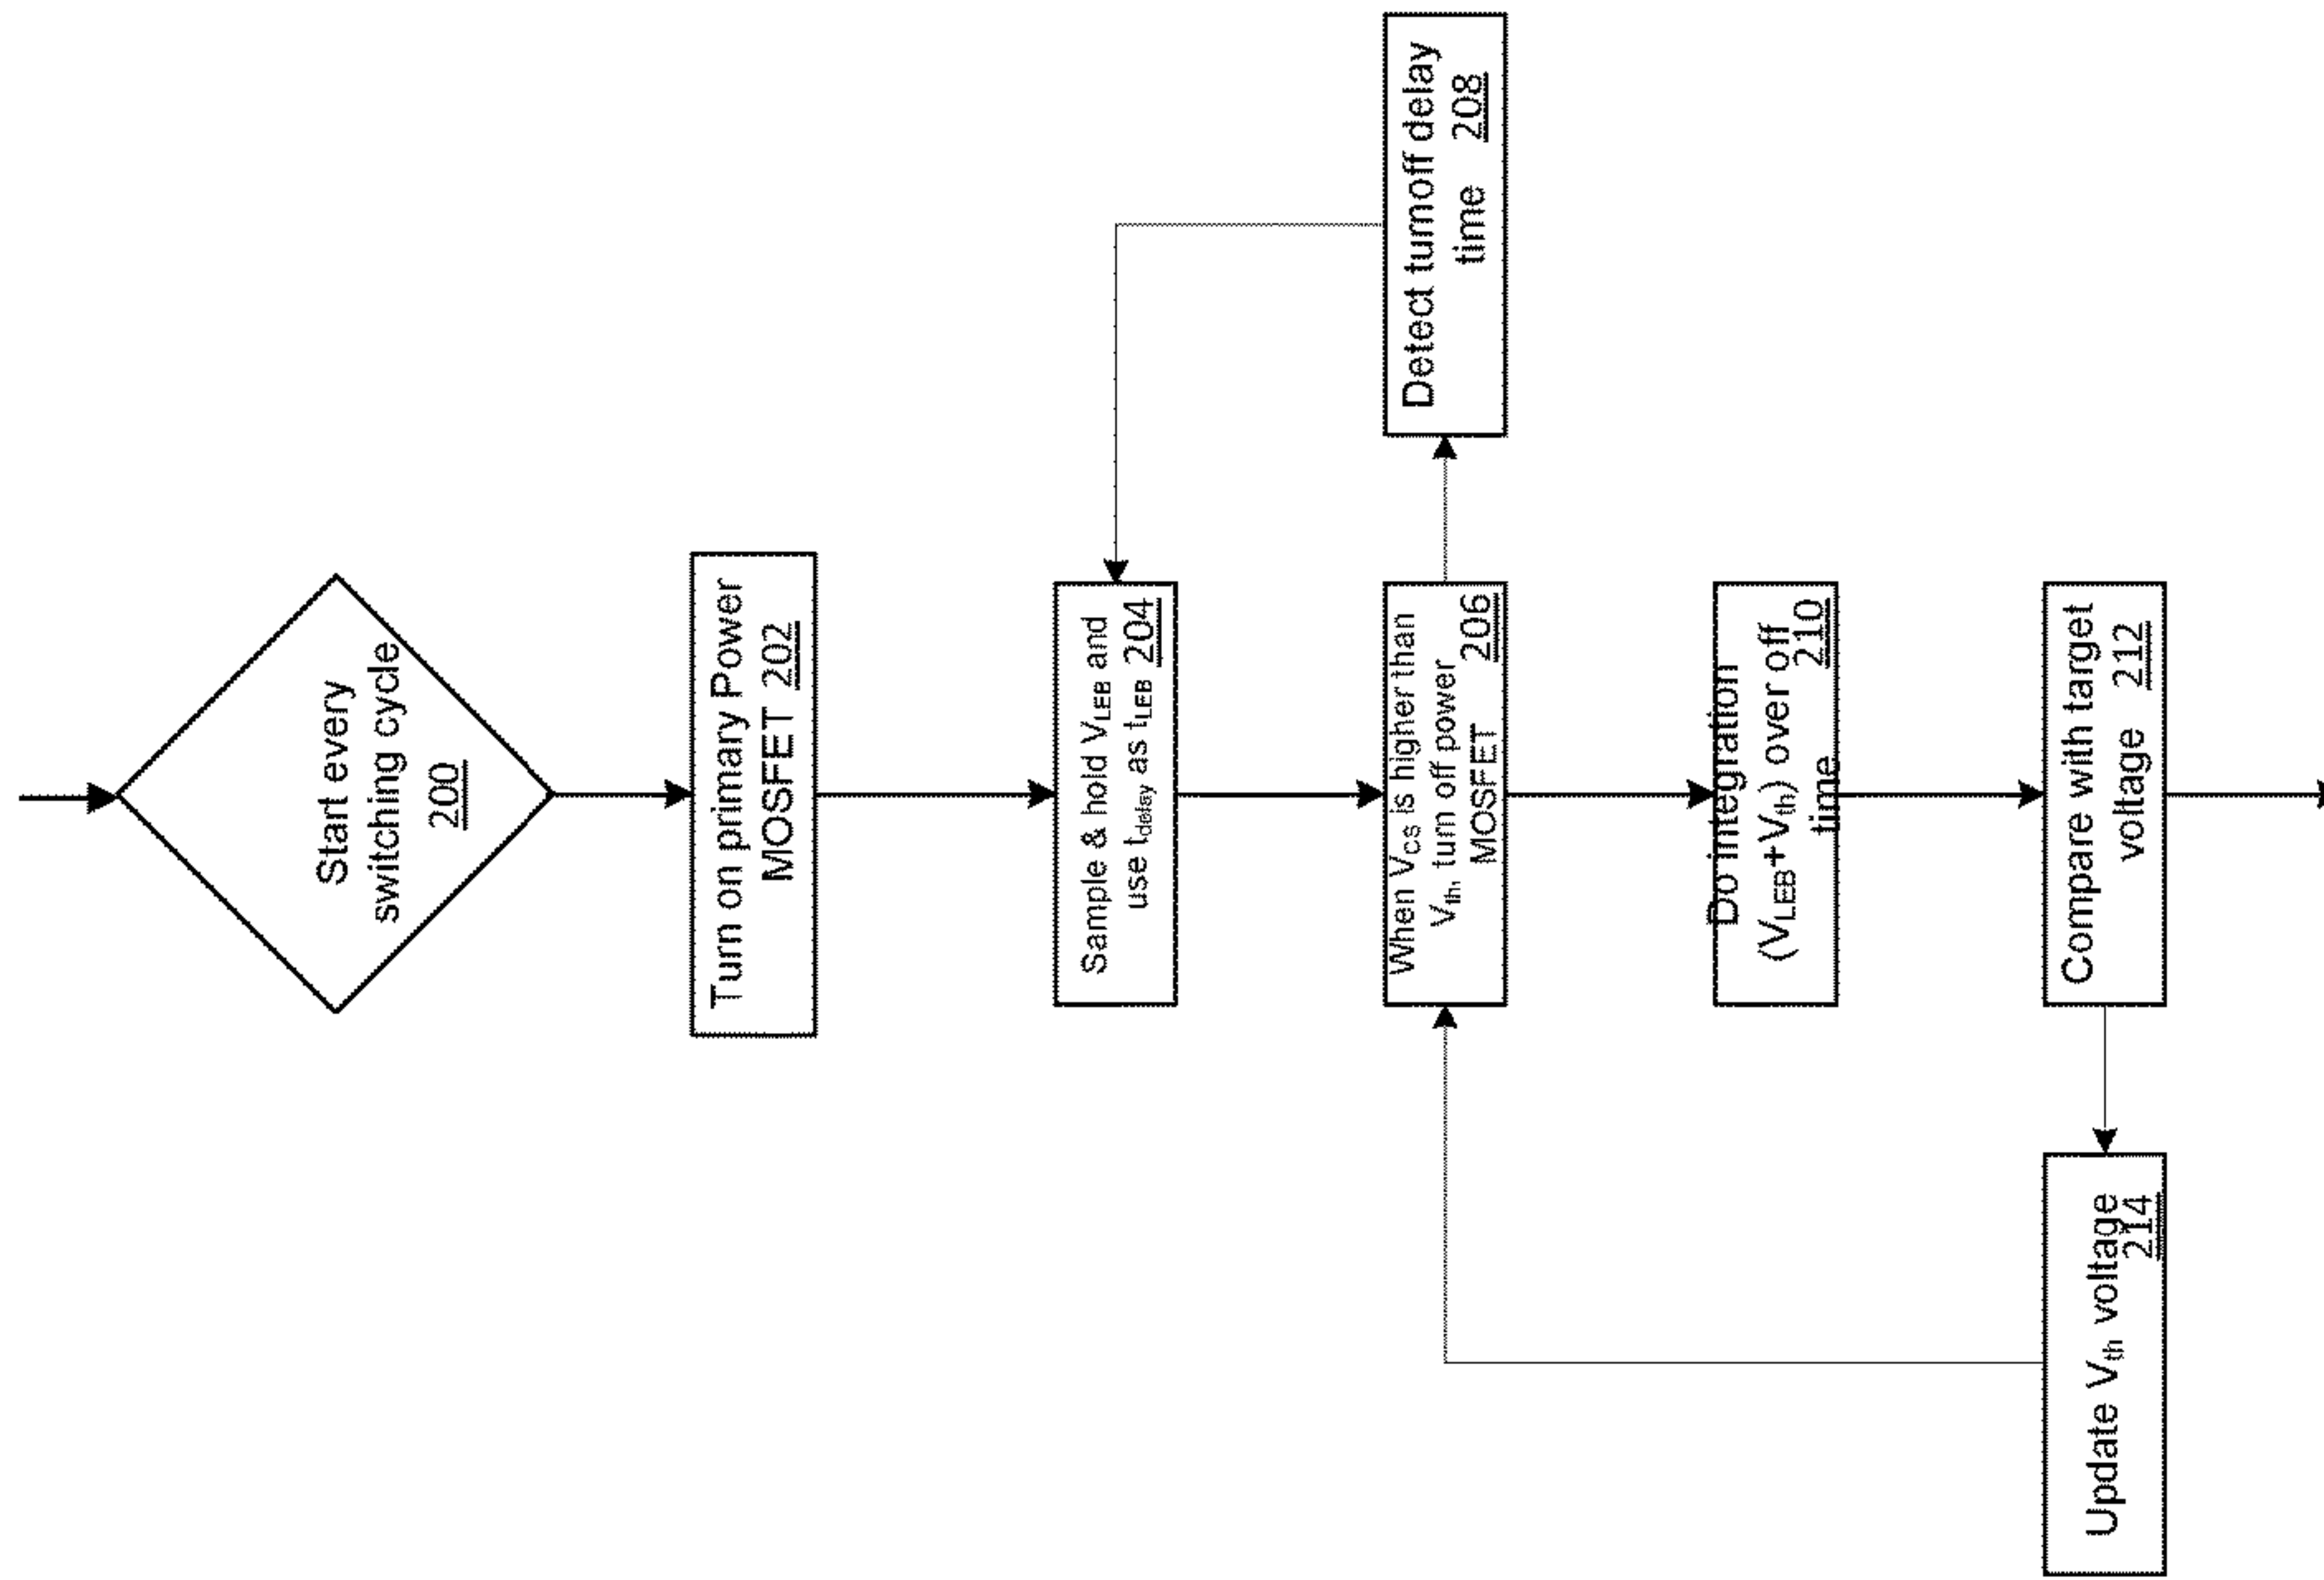 Start every
switching cycle
200
Turn on primary Power
MOSFET 202
Sample & hold VLEB and
use tdelay as tLEB 204
When VCS is higher than
Vth, turn off power
MOSFET 206
Detect turnoff delay
time 208
Do integration
(VLEB+Vth) over off
time 210
Compare with target
voltage 212
Update Vth voltage
214